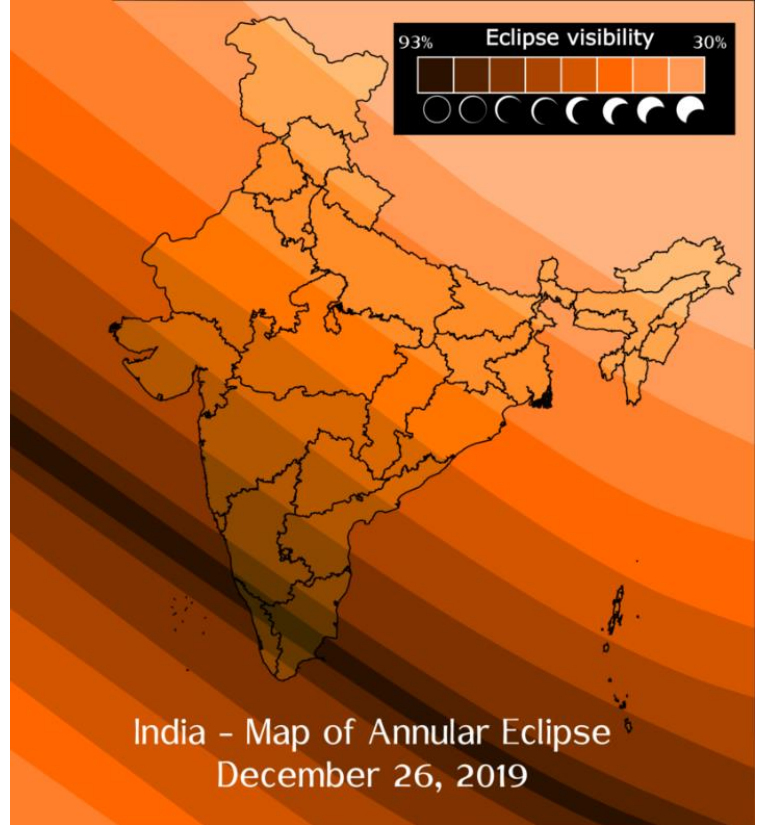 Eclipse visibility
93% 30%
India - Map of Annular Eclipse
December 26, 2019